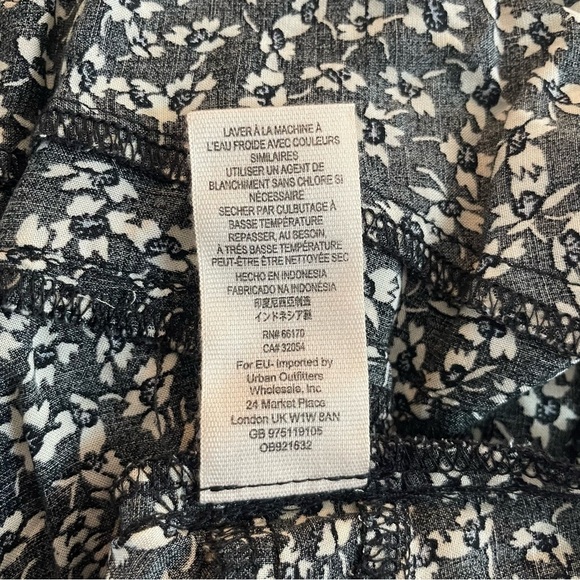 LAVER À LA MACHINE À
L'EAU FROIDE AVEC COULEURS
SIMILAIRES
UTILISER UN AGENT DE
BLANCHIMENT SANS CHLORE SI
NÉCESSAIRE
SECHER PAR CULBUTAGE À
BASSE TEMPÉRATURE
REPASSER, AU BESOIN,
À TRÈS BASSE TEMPÉRATURE
PEUT-ÊTRE ÊTRE NETTOYÉE SEC
HECHO EN INDONESIA
FABRICADO NA INDONÉSIA
印度尼西亚制造
インドネシア製
RN# 66170
CA# 32054
For EU- Imported by
Urban Outfitters
Wholesale, Inc
24 Market Place
London UK W1W 8AN
GB 975119105
OB921632